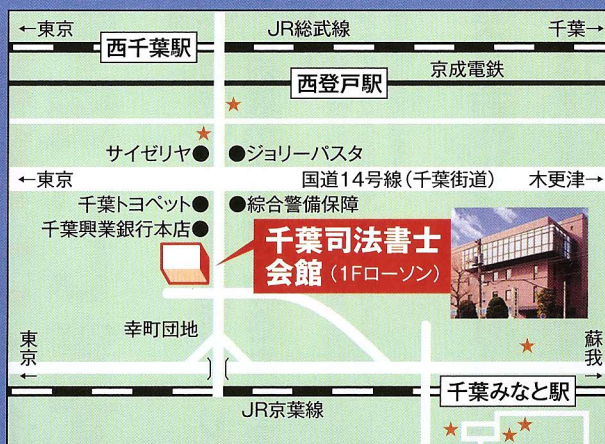 ←東京
JR総武線
千葉→
西千葉駅
京成電鉄
西登戸駅
サイゼリヤ●
●ジョリーパスタ
←東京
国道14号線(千葉街道)
木更津→
千葉トヨペット●
●綜合警備保障
千葉興業銀行本店●
千葉司法書士
会館(1Fローソン)
幸町団地
東京←
蘇我→
千葉みなと駅
JR京葉線